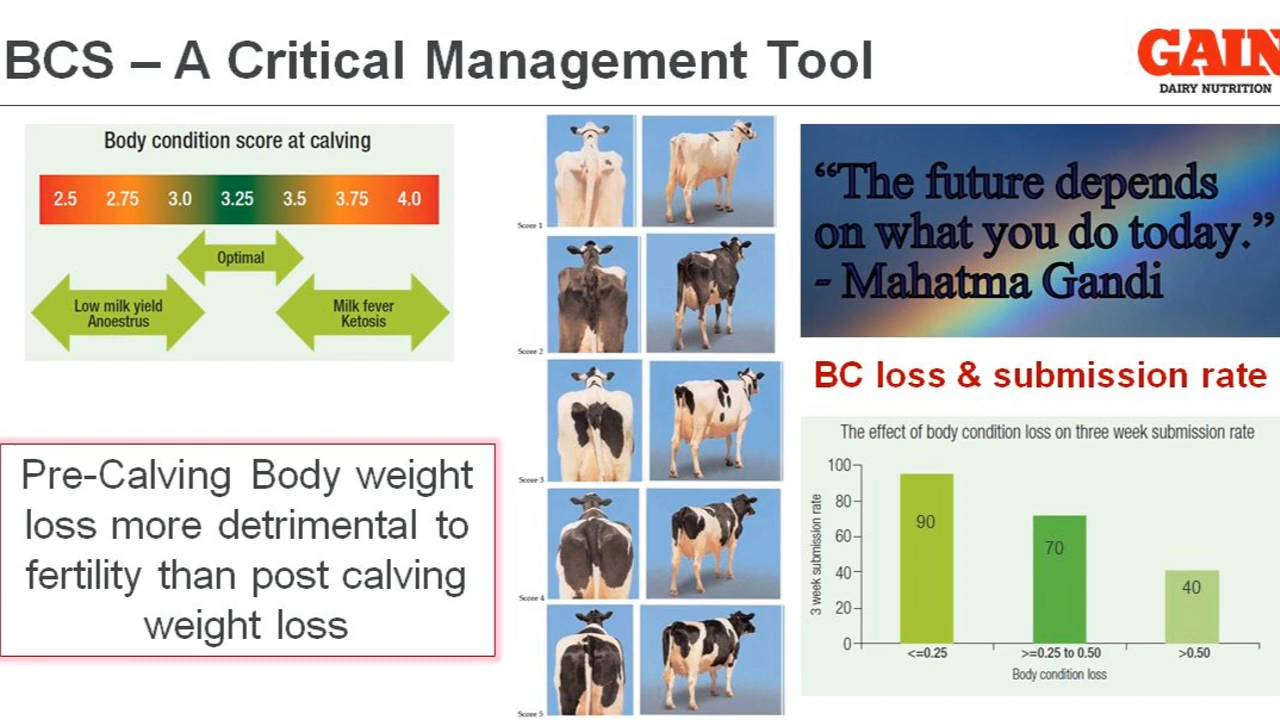 BCS – A Critical Management Tool
GAIN
DAIRY NUTRITION
Body condition score at calving
2.5 2.75 3.0 3.25 3.5 3.75 4.0
Optimal
Low milk yield
Anoestrus
Milk fever
Ketosis
Pre-Calving Body weight
loss more detrimental to
fertility than post calving
weight loss
Score 1
Score 2
Score 3
Score 4
Score 5
“The future depends
on what you do today.”
- Mahatma Gandi
BC loss & submission rate
The effect of body condition loss on three week submission rate
3 week submission rate
100
80
60
40
20
0
90
70
40
<=0.25 >=0.25 to 0.50 >0.50
Body condition loss